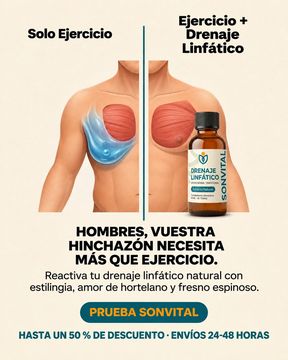 Solo Ejercicio
Ejercicio +
Drenaje
Linfático
DRENAJE
LINFÁTICO
SONVITAL
HOMBRES, VUESTRA
HINCHAZÓN NECESITA
MÁS QUE EJERCICIO.
Reactiva tu drenaje linfático natural con
estilingia, amor de hortelano y fresno espinoso.
PRUEBA SONVITAL
HASTA UN 50 % DE DESCUENTO · ENVÍOS 24-48 HORAS